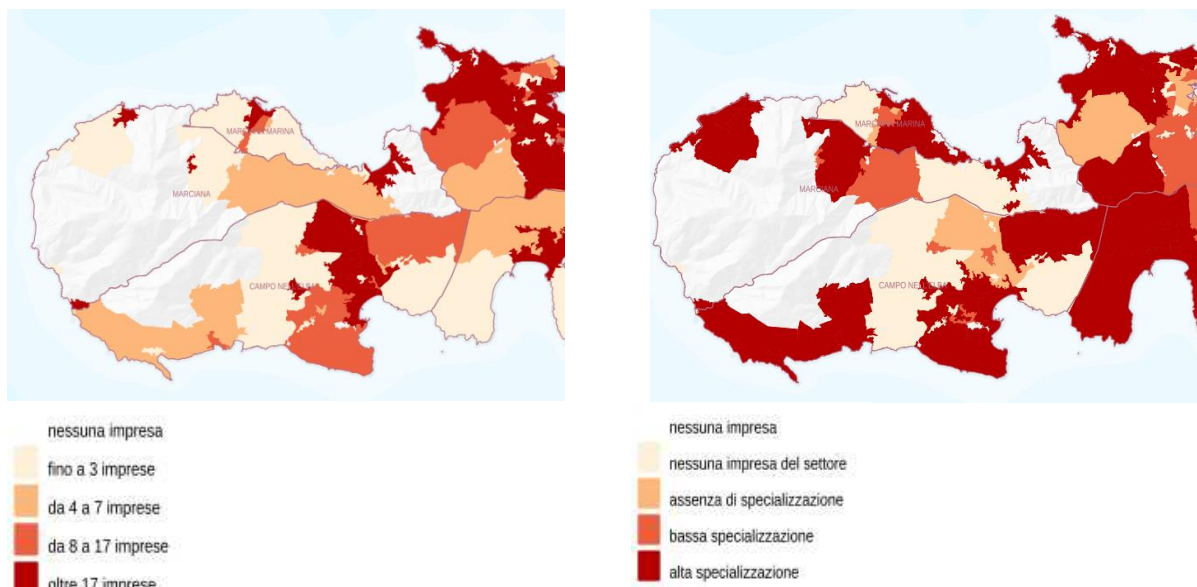 MARCIANA MARINA
MARCIANA
CAMPO NELL'ELBA
nessuna impresa
fino a 3 imprese
da 4 a 7 imprese
da 8 a 17 imprese
oltre 17 imprese
MARCIANA MARINA
MARCIANA
CAMPO NELL'ELBA
nessuna impresa
nessuna impresa del settore
assenza di specializzazione
bassa specializzazione
alta specializzazione